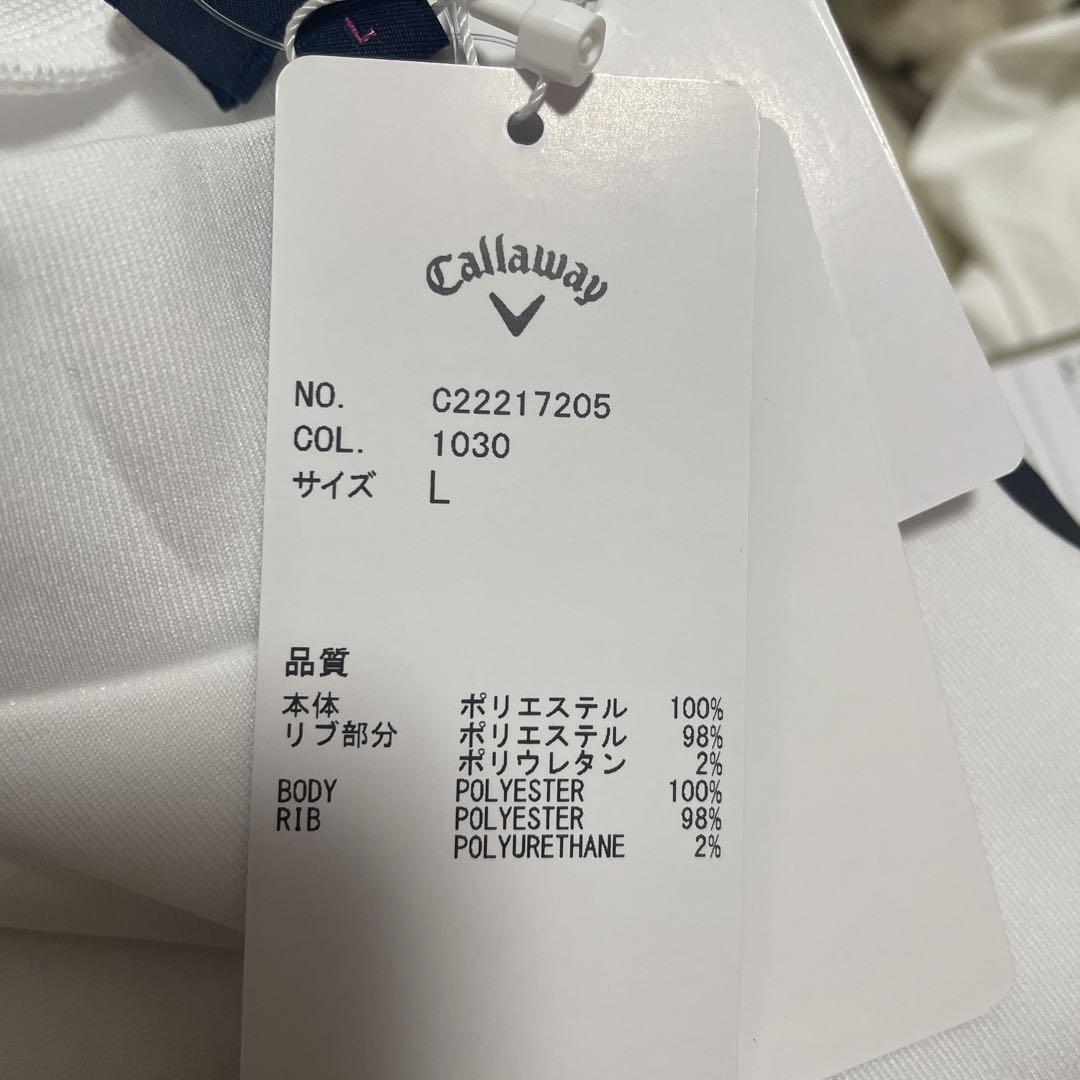 L
Callaway
NO. C22217205
COL. 1030
サイズ L
品質
本体 ポリエステル 100%
リブ部分 ポリエステル 98%
ポリウレタン 2%
BODY POLYESTER 100%
RIB POLYESTER 98%
POLYURETHANE 2%